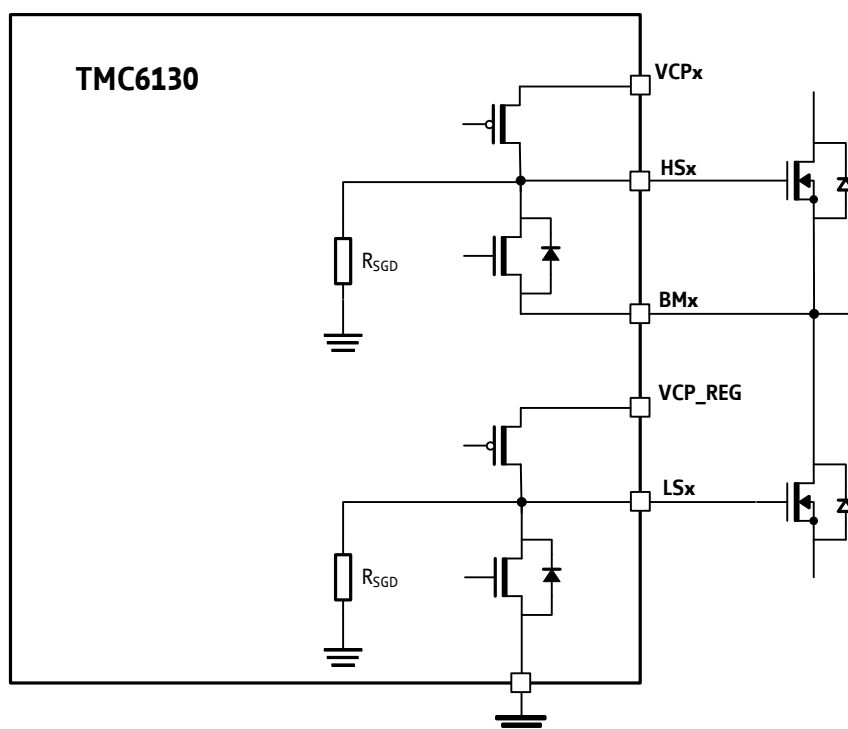 TMC6130
VCPx
HSx
RSGD
BMx
VCP_REG
LSx
RSGD